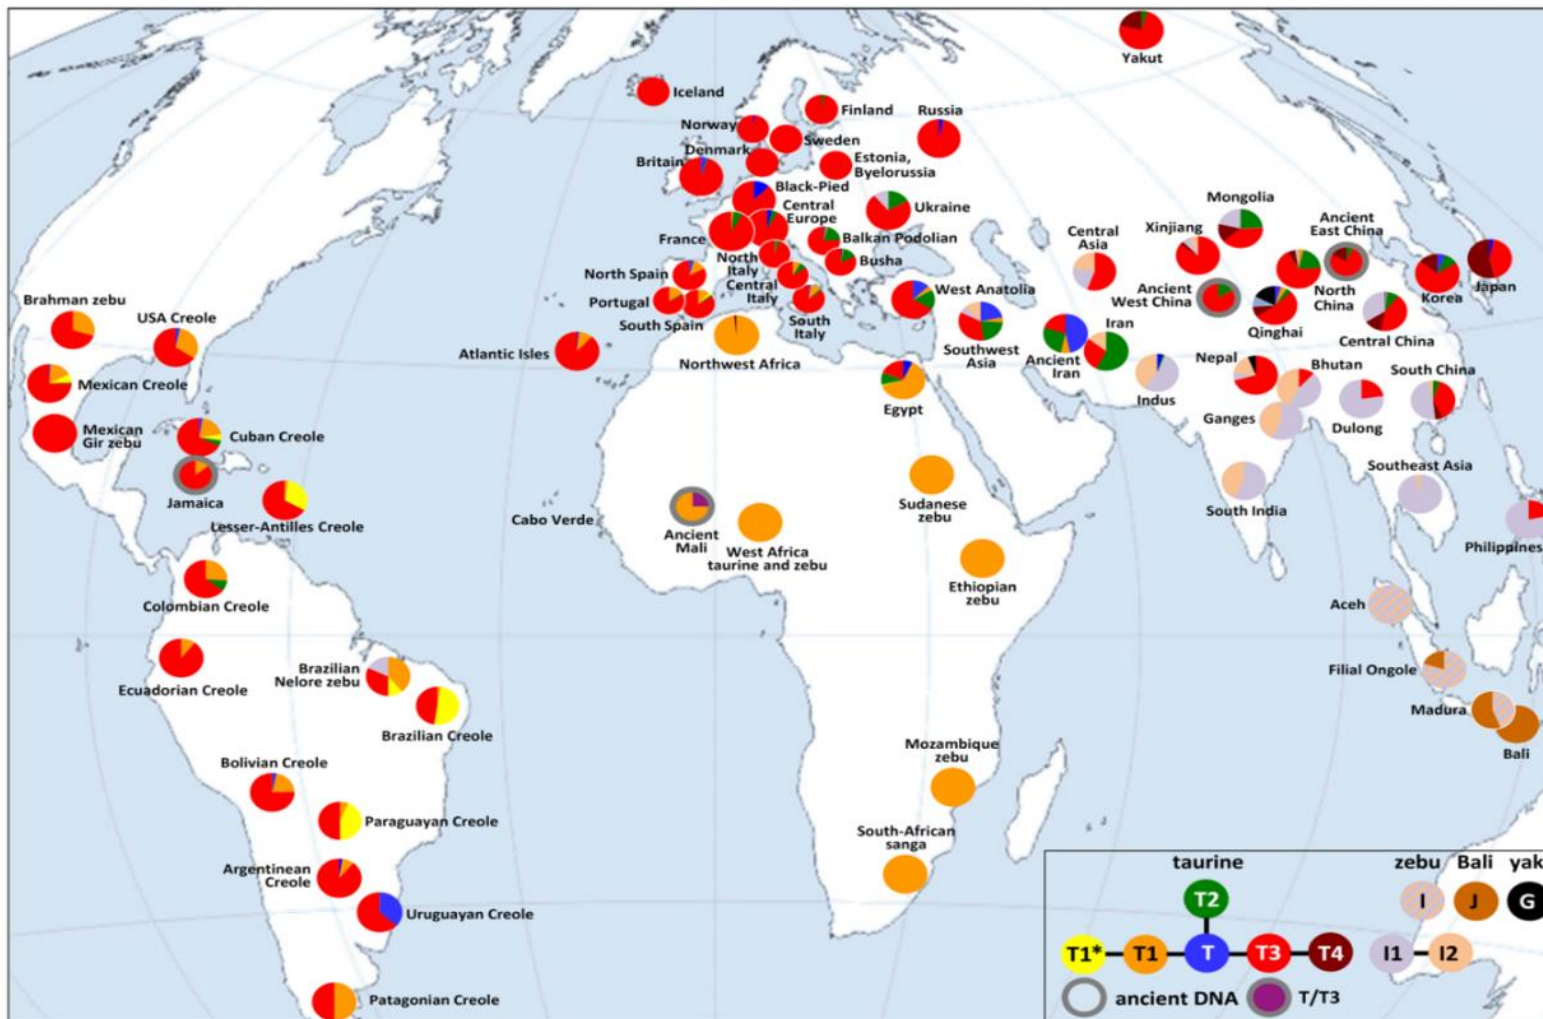 Yakut
Iceland
Finland
Russia
Norway
Sweden
Denmark
Britain
Estonia,
Byelorussia
Black-Pied
Central
Europe
Ukraine
France
Balkan Podolian
North
Italy
Busha
North Spain
Central
Italy
Portugal
South Spain
South
Italy
West Anatolia
Southwest
Asia
Ancient
Iran
Iran
Central
Asia
Xinjiang
Mongolia
Ancient
East China
Ancient
West China
North
China
Korea
Japan
Qinghai
Central China
Nepal
Bhutan
South China
Indus
Ganges
Dulong
South India
Southeast Asia
Philippines
Aceh
Filial Ongole
Madura
Bali
Brahman zebu
USA Creole
Mexican Creole
Mexican
Gir zebu
Cuban Creole
Jamaica
Lesser-Antilles Creole
Atlantic Isles
Northwest Africa
Egypt
Cabo Verde
Ancient
Mali
West Africa
taurine and zebu
Sudanese
zebu
Ethiopian
zebu
Colombian Creole
Ecuadorian Creole
Brazilian
Nelore zebu
Brazilian Creole
Bolivian Creole
Paraguayan Creole
Argentinean
Creole
Uruguayan Creole
Patagonian Creole
Mozambique
zebu
South-African
sanga
taurine zebu Bali yak
T2 I J G
T1* T1 T T3 T4 I1 I2
ancient DNA T/T3